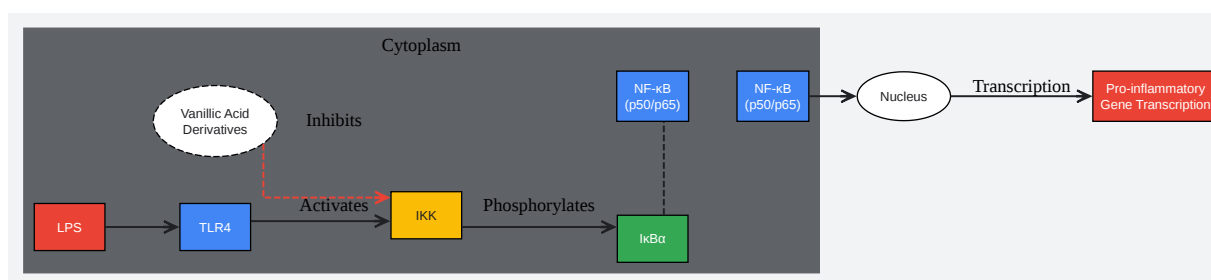 Cytoplasm
NF-κB
(p50/p65)
NF-κB
(p50/p65)
Nucleus
Transcription
Pro-inflammatory
Gene Transcription
Vanillic Acid
Derivatives
Inhibits
LPS
TLR4
Activates
IKK
Phosphorylates
IκBα